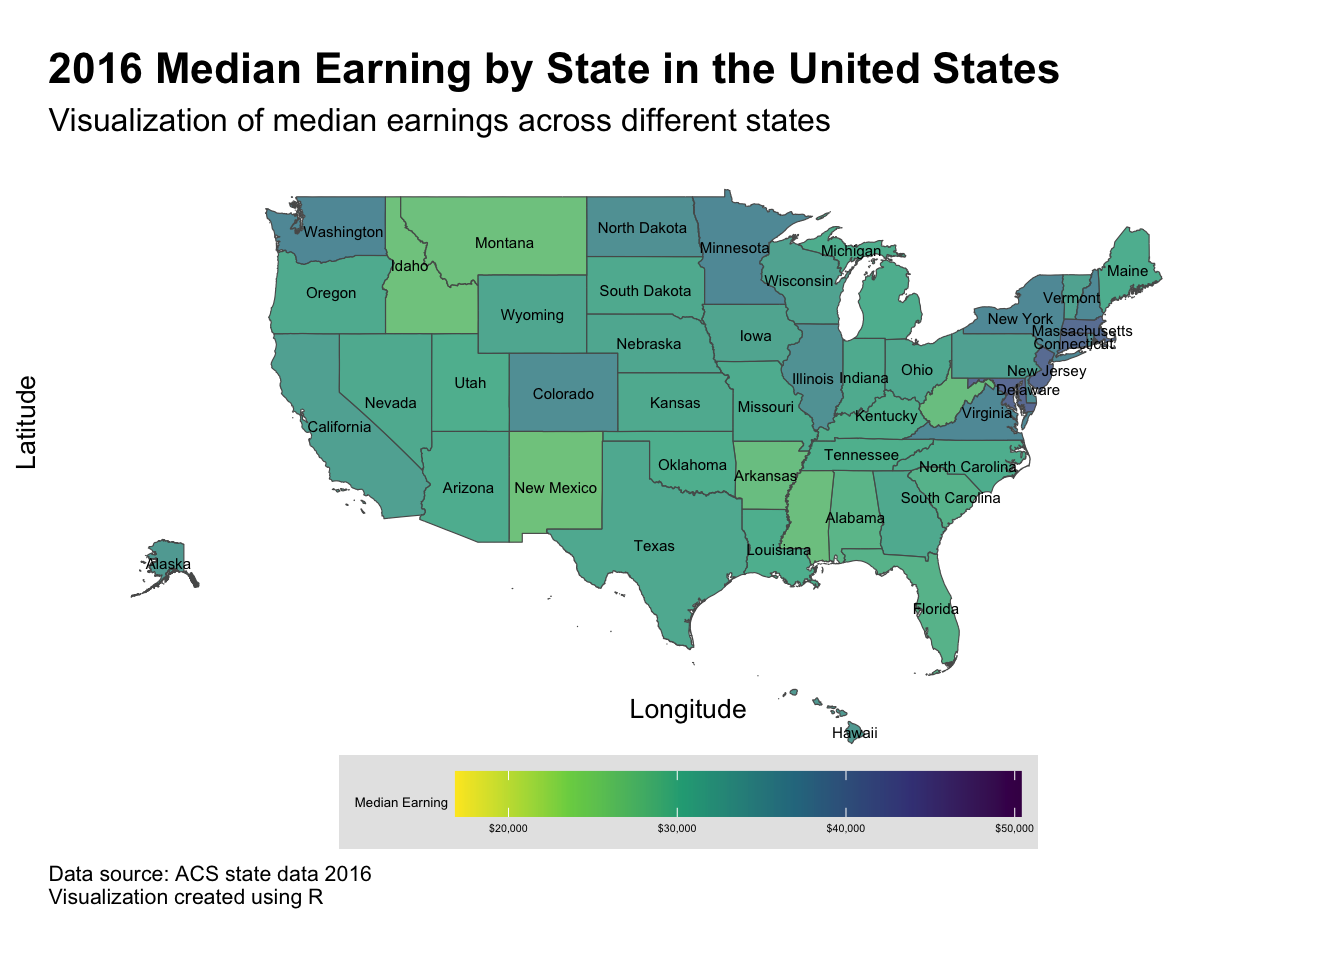 2016 Median Earning by State in the United States
Visualization of median earnings across different states
Washington
Montana
North Dakota
Minnesota
Michigan
Idaho
Maine
Oregon
Wyoming
South Dakota
Wisconsin
Vermont
New York
Massachusetts
Connecticut
Nebraska
Iowa
Utah
Colorado
Illinois
Indiana
Ohio
New Jersey
Delaware
Nevada
California
Kansas
Missouri
Kentucky
Virginia
Latitude
Arizona
New Mexico
Oklahoma
Arkansas
Tennessee
North Carolina
South Carolina
Alabama
Texas
Louisiana
Alaska
Florida
Longitude
Hawaii
Median Earning
$20,000
$30,000
$40,000
$50,000
Data source: ACS state data 2016
Visualization created using R